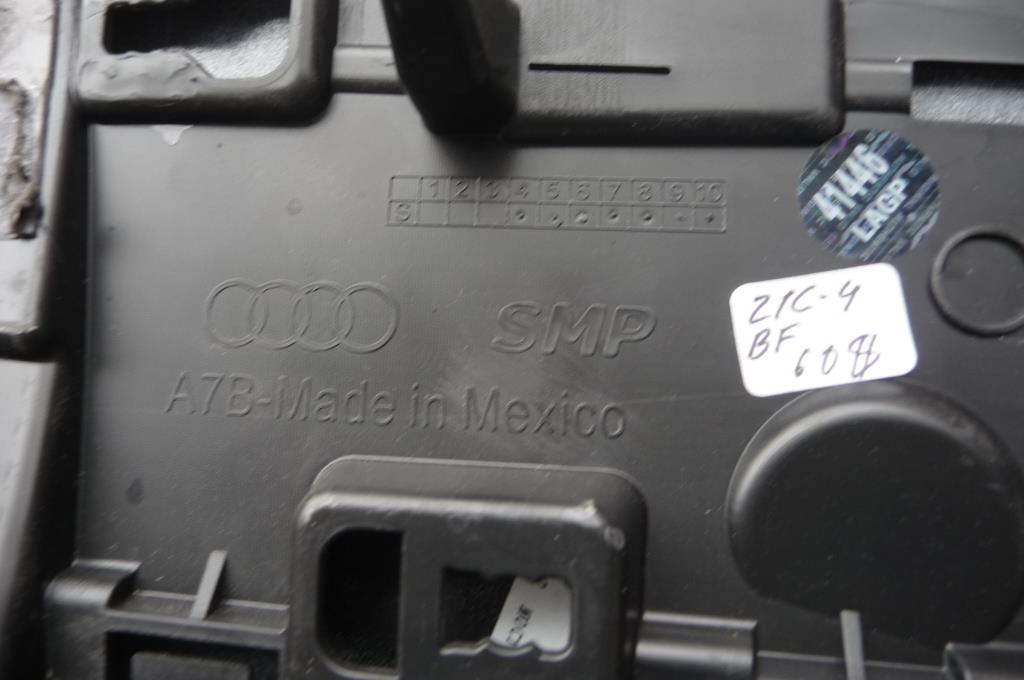 1 2 3 4 5 6 7 8 9 10
S
41446
LAGP
21C-4
BF
SMP
A7B-Made in Mexico